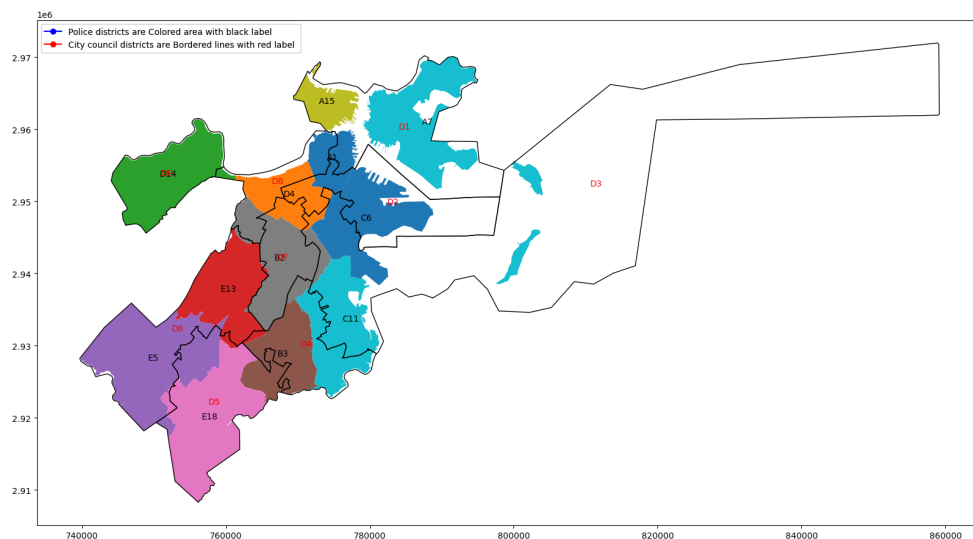 1e6
Police districts are Colored area with black label
City council districts are Bordered lines with red label
2.97
2.96
2.95
2.94
2.93
2.92
2.91
A15
A7
D1
A1
D14
D8
D4
D3
D2
C6
B2
E13
C11
D6
D4
B3
E5
D5
E18
740000
760000
780000
800000
820000
840000
860000